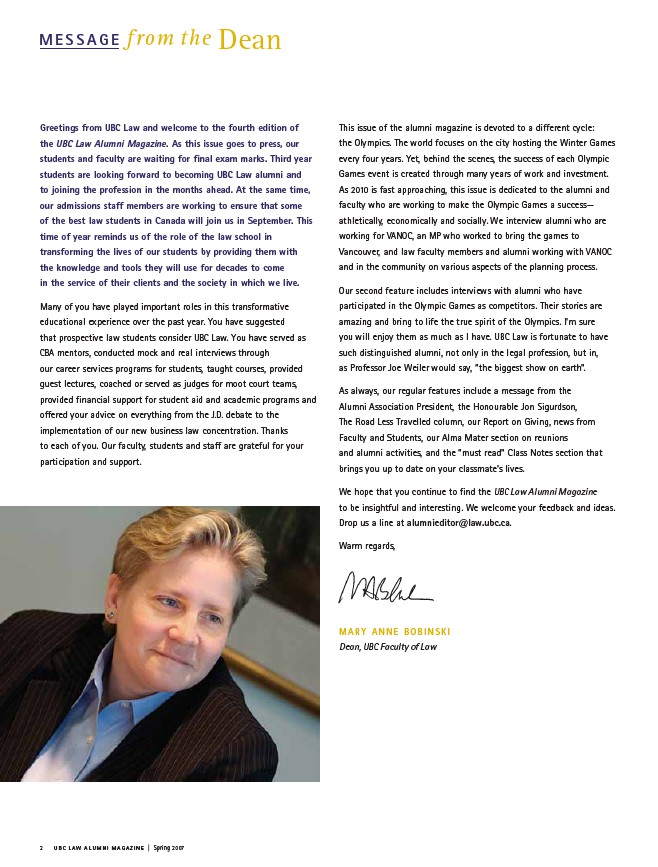 MESSAGE from the Dean
Greetings from UBC Law and welcome to the fourth edition of
the UBC Law Alumni Magazine. As this issue goes to press, our
students and faculty are waiting for final exam marks. Third year
students are looking forward to becoming UBC Law alumni and
to joining the profession in the months ahead. At the same time,
our admissions staff members are working to ensure that some
of the best law students in Canada will join us in September. This
time of year reminds us of the role of the law school in
transforming the lives of our students by providing them with
the knowledge and tools they will use for decades to come
in the service of their clients and the society in which we live.
Many of you have played important roles in this transformative
educational experience over the past year. You have suggested
that prospective law students consider UBC Law. You have served as
CBA mentors, conducted mock and real interviews through
our career services programs for students, taught courses, provided
guest lectures, coached or served as judges for moot court teams,
provided financial support for student aid and academic programs and
offered your advice on everything from the J.D. debate to the
implementation of our new business law concentration. Thanks
to each of you. Our faculty, students and staff are grateful for your
participation and support.
This issue of the alumni magazine is devoted to a different cycle:
the Olympics. The world focuses on the city hosting the Winter Games
every four years. Yet, behind the scenes, the success of each Olympic
Games event is created through many years of work and investment.
As 2010 is fast approaching, this issue is dedicated to the alumni and
faculty who are working to make the Olympic Games a success—
athletically, economically and socially. We interview alumni who are
working for VANOC, an MP who worked to bring the games to
Vancouver, and law faculty members and alumni working with VANOC
and in the community on various aspects of the planning process.
Our second feature includes interviews with alumni who have
participated in the Olympic Games as competitors. Their stories are
amazing and bring to life the true spirit of the Olympics. I'm sure
you will enjoy them as much as I have. UBC Law is fortunate to have
such distinguished alumni, not only in the legal profession, but in,
as Professor Joe Weiler would say, "the biggest show on earth".
As always, our regular features include a message from the
Alumni Association President, the Honourable Jon Sigurdson,
The Road Less Travelled column, our Report on Giving, news from
Faculty and Students, our Alma Mater section on reunions
and alumni activities, and the "must read" Class Notes section that
brings you up to date on your classmate's lives.
We hope that you continue to find the UBC Law Alumni Magazine
to be insightful and interesting. We welcome your feedback and ideas.
Drop us a line at alumnieditor@law.ubc.ca.
Warm regards,
MARY ANNE BOBINSKI
Dean, UBC Faculty of Law
2 UBC LAW ALUMNI MAGAZINE | Spring 2007